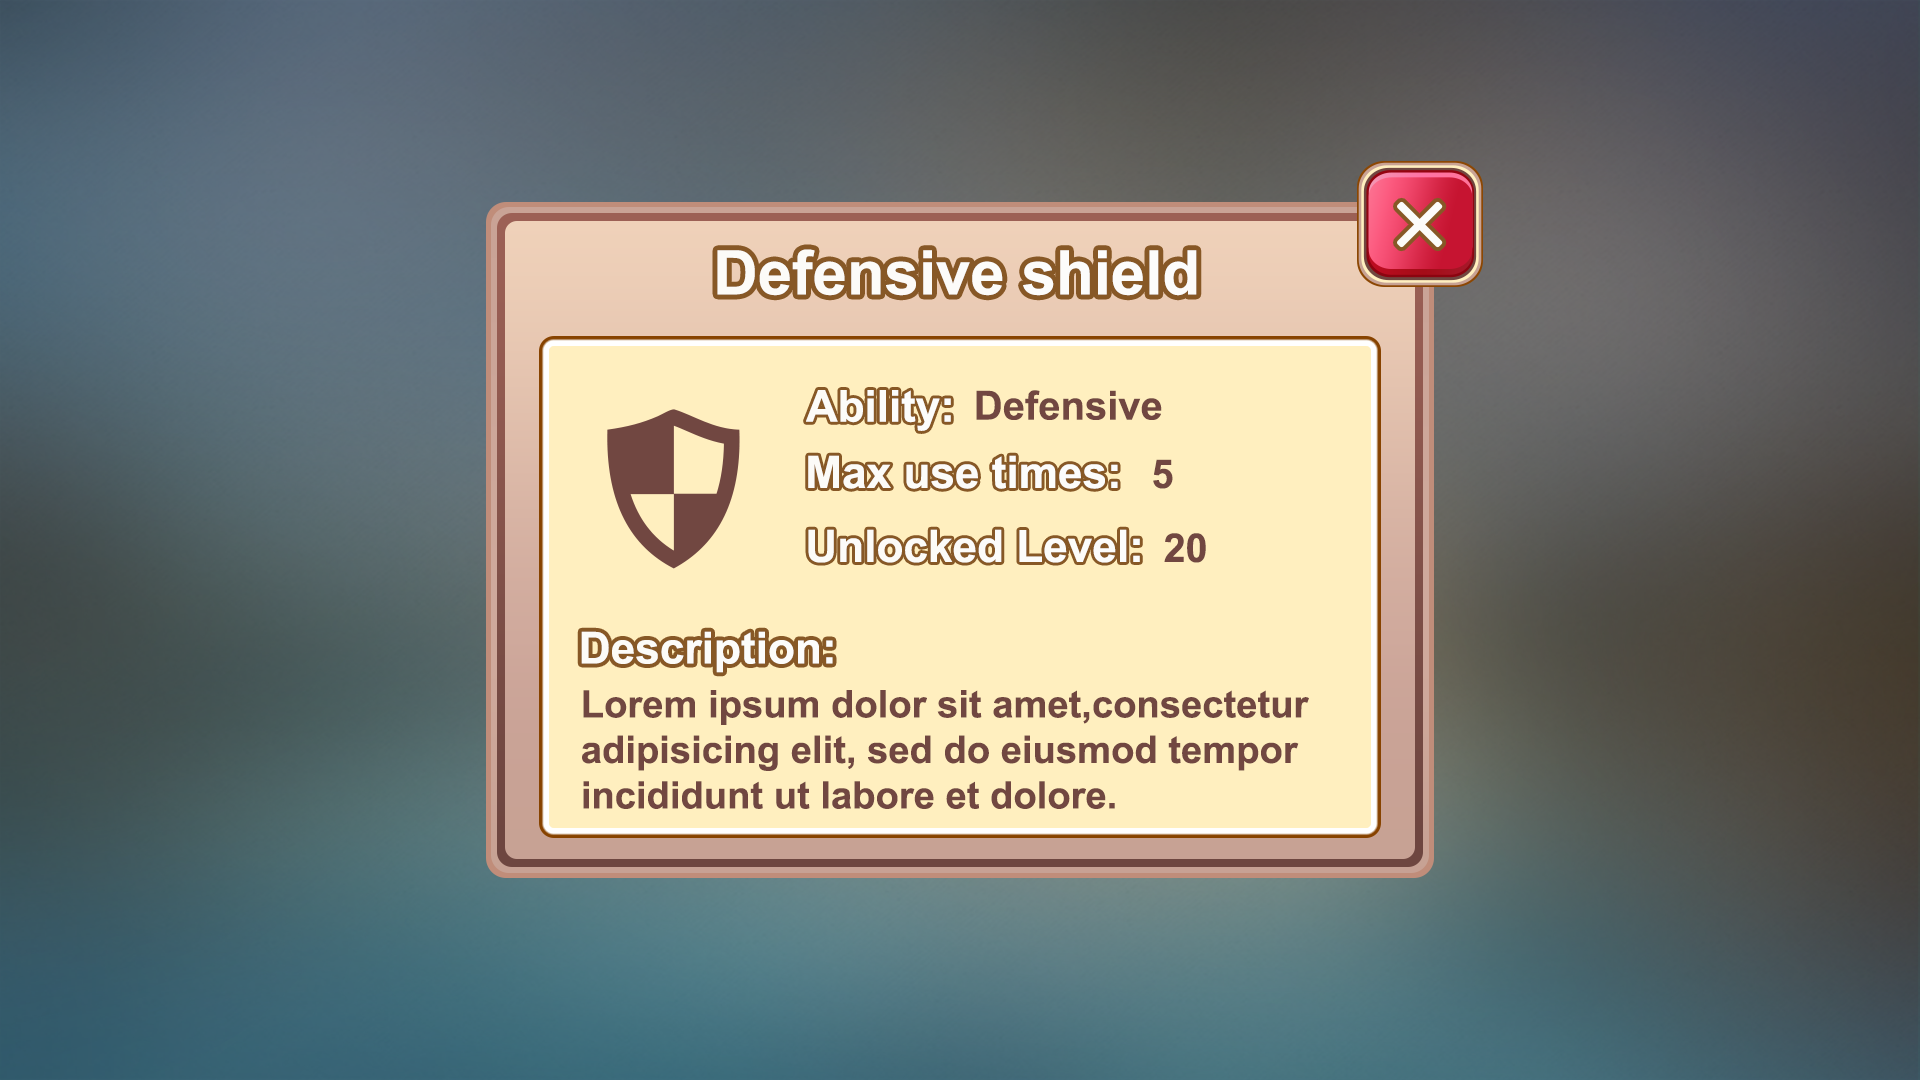 Defensive shield
Ability: Defensive
Max use times: 5
Unlocked Level: 20
Description:
Lorem ipsum dolor sit amet,consectetur
adipisicing elit, sed do eiusmod tempor
incididunt ut labore et dolore.